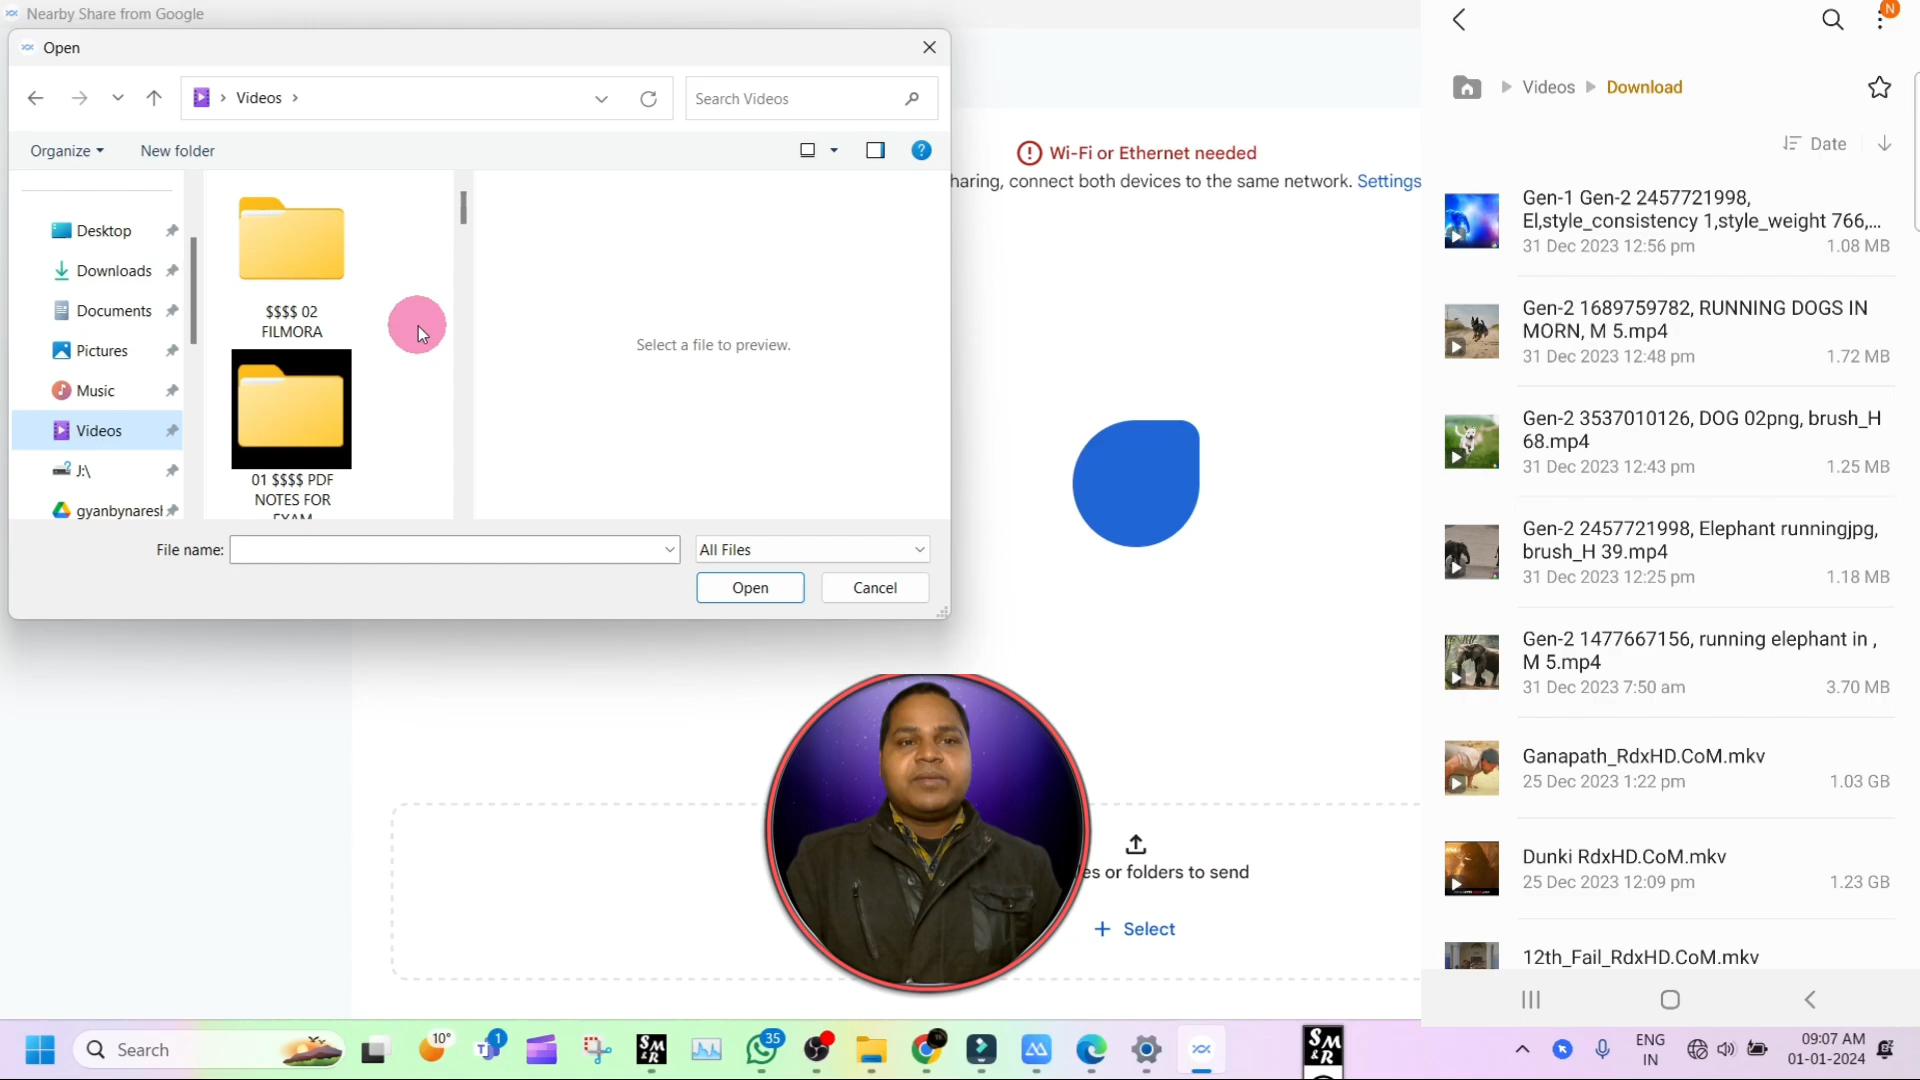 Nearby Share from Google
Open
Videos
Search Videos
Organize
New folder
Desktop
Downloads
Documents
Pictures
Music
Videos
J:\
gyanbynaresh
$$$$ 02
FILMORA
01 $$$$ PDF
NOTES FOR
EXAM
Select a file to preview.
File name:
All Files
Open
Cancel
Wi-Fi or Ethernet needed
haring, connect both devices to the same network. Settings
es or folders to send
+ Select
N
Videos
Download
Date
Gen-1 Gen-2 2457721998,
El,style_consistency 1,style_weight 766,...
31 Dec 2023 12:56 pm
1.08 MB
Gen-2 1689759782, RUNNING DOGS IN
MORN, M 5.mp4
31 Dec 2023 12:48 pm
1.72 MB
Gen-2 3537010126, DOG 02png, brush_H
68.mp4
31 Dec 2023 12:43 pm
1.25 MB
Gen-2 2457721998, Elephant runningjpg,
brush_H 39.mp4
31 Dec 2023 12:25 pm
1.18 MB
Gen-2 1477667156, running elephant in ,
M 5.mp4
31 Dec 2023 7:50 am
3.70 MB
Ganapath_RdxHD.CoM.mkv
25 Dec 2023 1:22 pm
1.03 GB
Dunki RdxHD.CoM.mkv
25 Dec 2023 12:09 pm
1.23 GB
12th_Fail_RdxHD.CoM.mkv
Search
10°
1
35
SM
&R
SM
&R
ENG
IN
09:07 AM
01-01-2024